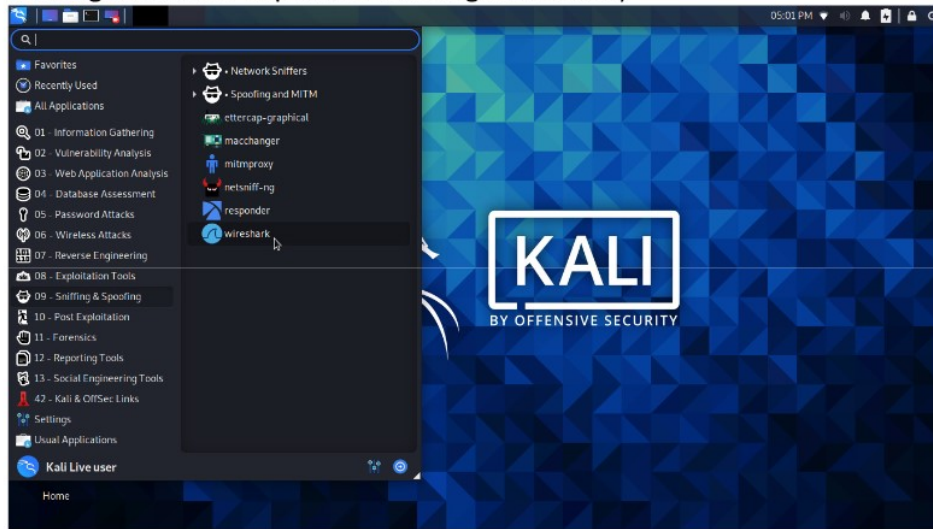 05:01 PM
Favorites
Recently Used
All Applications
01 - Information Gathering
02 - Vulnerability Analysis
03 - Web Application Analysis
04 - Database Assessment
05 - Password Attacks
06 - Wireless Attacks
07 - Reverse Engineering
08 - Exploitation Tools
09 - Sniffing & Spoofing
10 - Post Exploitation
11 - Forensics
12 - Reporting Tools
13 - Social Engineering Tools
42 - Kali & OffSec Links
Settings
Usual Applications
Kali Live user
• Network Sniffers
• Spoofing and MITM
ettercap-graphical
macchanger
mitmproxy
netsniff-ng
responder
wireshark
KALI
BY OFFENSIVE SECURITY
Home